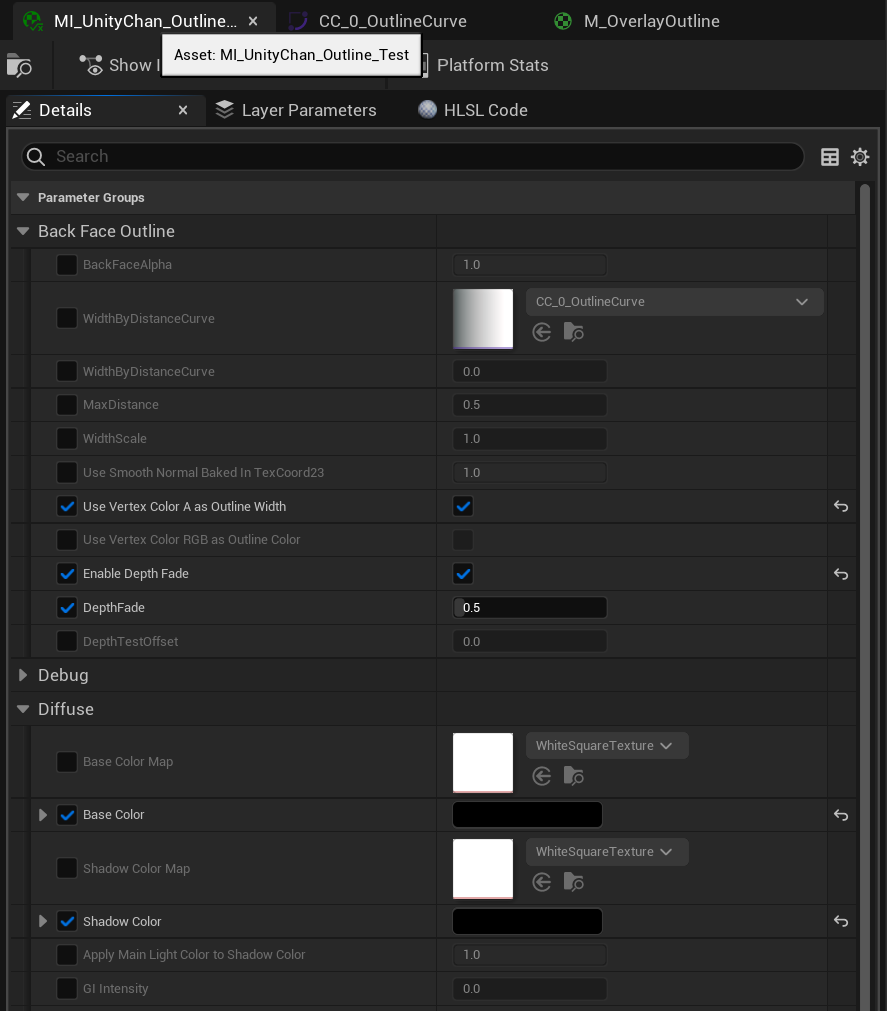 MI_UnityChan_Outline...
CC_0_OutlineCurve
M_OverlayOutline
Asset: MI_UnityChan_Outline_Test
Show
Platform Stats
Details
Layer Parameters
HLSL Code
Search
Parameter Groups
Back Face Outline
BackFaceAlpha 1.0
CC_0_OutlineCurve
WidthByDistanceCurve
WidthByDistanceCurve 0.0
MaxDistance 0.5
WidthScale 1.0
Use Smooth Normal Baked In TexCoord23 1.0
Use Vertex Color A as Outline Width
Use Vertex Color RGB as Outline Color
Enable Depth Fade
DepthFade 0.5
DepthTestOffset 0.0
Debug
Diffuse
WhiteSquareTexture
Base Color Map
Base Color
WhiteSquareTexture
Shadow Color Map
Shadow Color
Apply Main Light Color to Shadow Color 1.0
GI Intensity 0.0